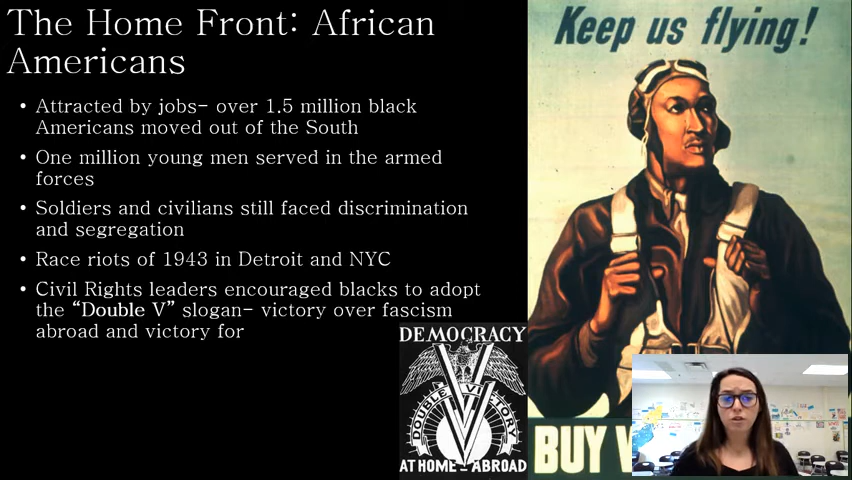 The Home Front: African
Americans
• Attracted by jobs– over 1.5 million black
Americans moved out of the South
• One million young men served in the armed
forces
• Soldiers and civilians still faced discrimination
and segregation
• Race riots of 1943 in Detroit and NYC
• Civil Rights leaders encouraged blacks to adopt
the “Double V” slogan– victory over fascism
abroad and victory for
DEMOCRACY
DOUBLE VICTORY
AT HOME – ABROAD
Keep us flying!
BUY